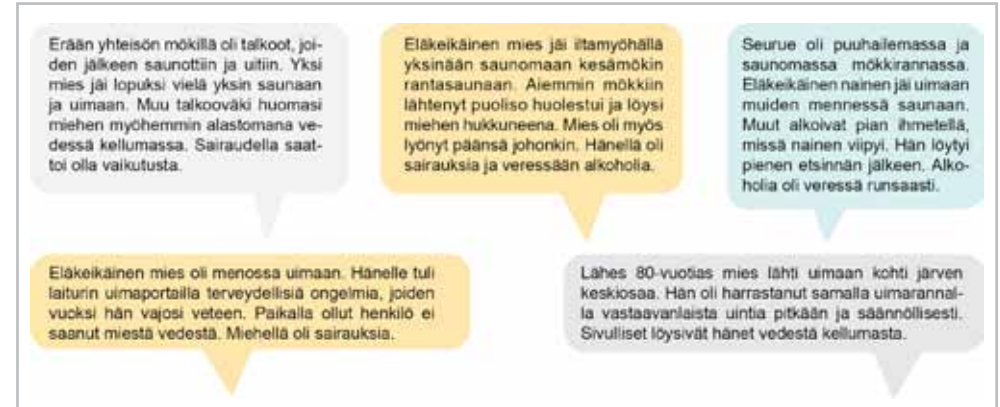 Erään yhteisön mökillä oli talkoot, joi-
den jälkeen saunottiin ja uitiin. Yksi
mies jäi lopuksi vielä yksin saunaan
ja uimaan. Muu talkooväki huomasi
miehen myöhemmin alastomana ve-
dessä kellumassa. Sairaudella saat-
toi olla vaikutusta.
Eläkeikäinen mies jäi iltamyöhällä
yksinään saunomaan kesämökin
rantasaunaan. Aiemmin mökkiin
lähtenyt puoliso huolestui ja löysi
miehen hukkuneena. Mies oli myös
lyönyt päänsä johonkin. Hänellä oli
sairauksia ja veressään alkoholia.
Seurue oli puuhailemassa ja
saunomassa mökkirannassa.
Eläkeikäinen nainen jäi uimaan
muiden mennessä saunaan.
Muut alkoivat pian ihmetellä,
missä nainen viipyi. Hän löytyi
pienen etsinnän jälkeen. Alko-
holia oli veressä runsaasti.
Eläkeikäinen mies oli menossa uimaan. Hänelle tuli
laiturin uimaportailla terveydellisiä ongelmia, joiden
vuoksi hän vajosi veteen. Paikalla ollut henkilö ei
saanut miestä vedestä. Miehellä oli sairauksia.
Lähes 80-vuotias mies lähti uimaan kohti järven
keskiosaa. Hän oli harrastanut samalla uimarannal-
la vastaavanlaista uintia pitkään ja säännöllisesti.
Sivulliset löysivät hänet vedestä kellumasta.